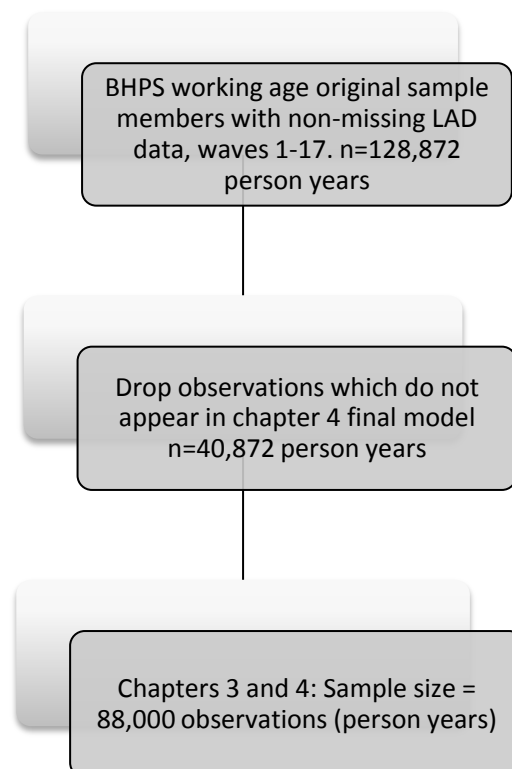 BHPS working age original sample
members with non-missing LAD
data, waves 1-17. n=128,872
person years
Drop observations which do not
appear in chapter 4 final model
n=40,872 person years
Chapters 3 and 4: Sample size =
88,000 observations (person years)